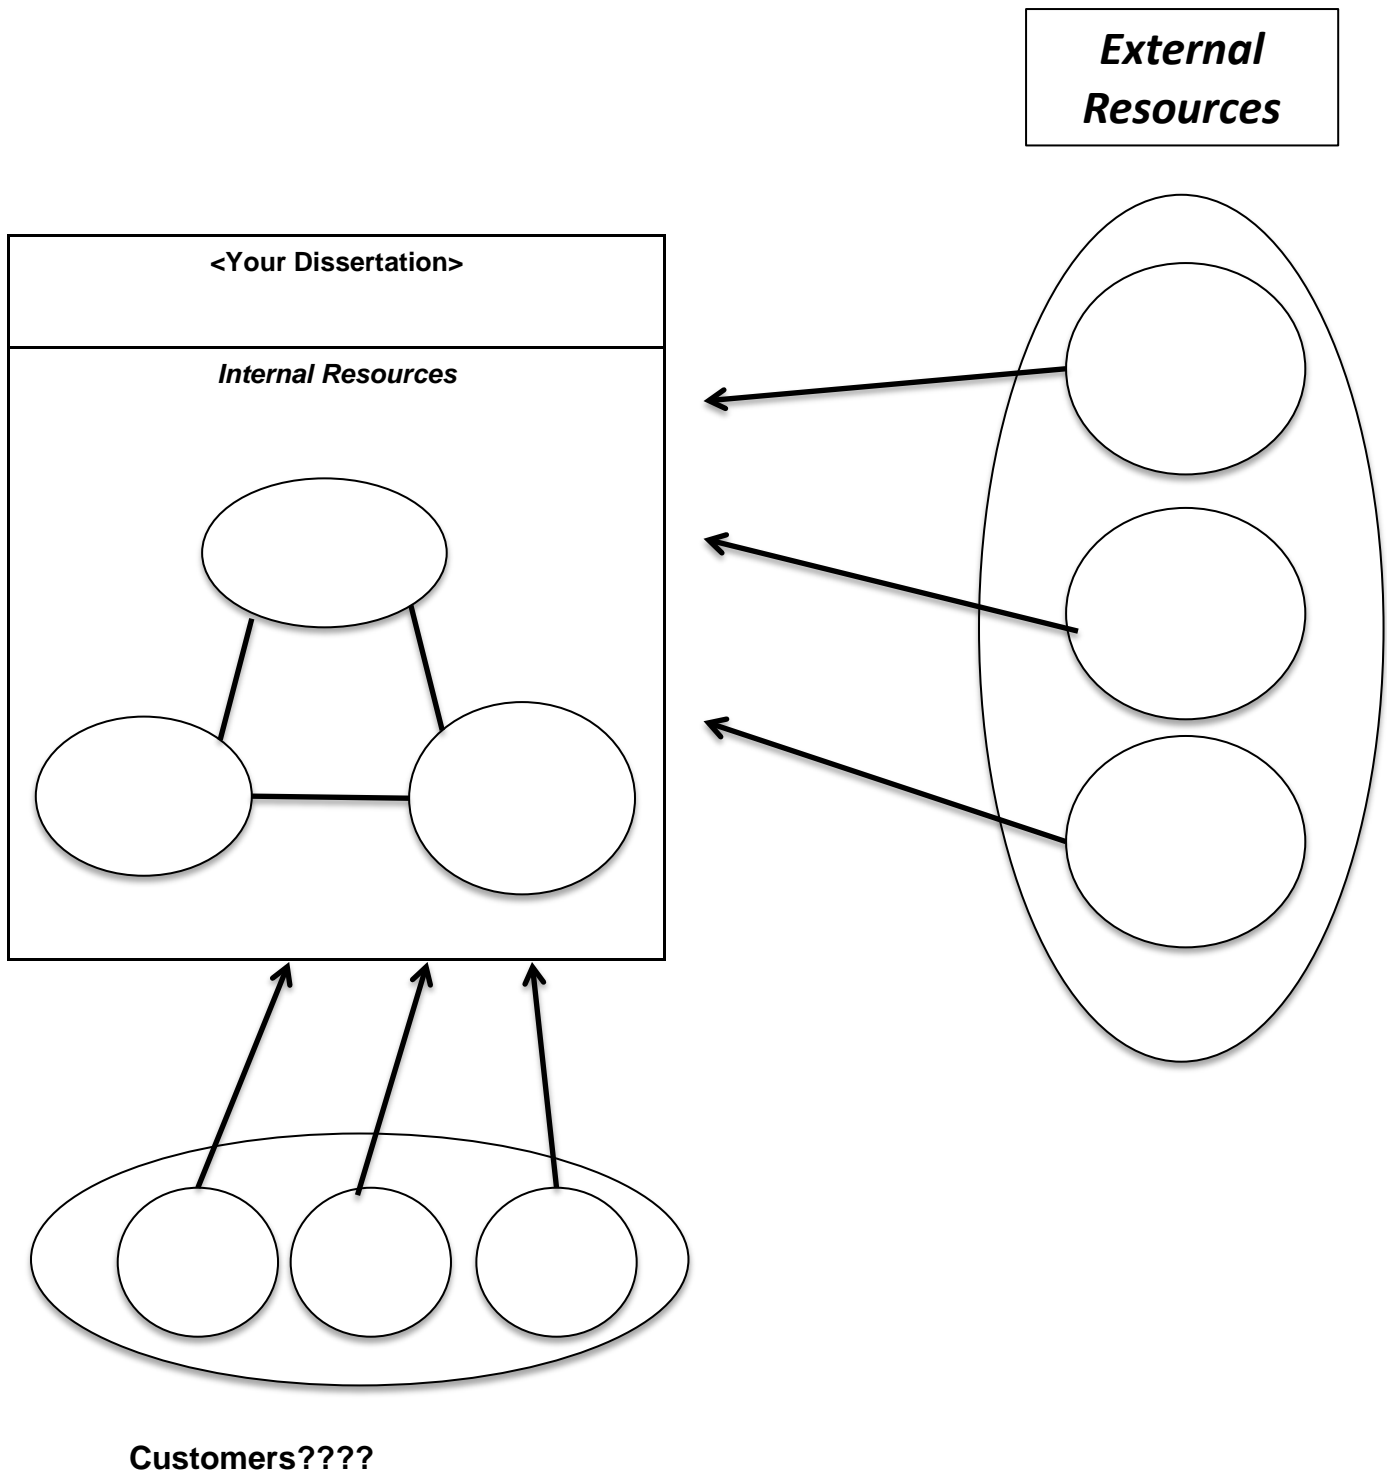 External
Resources
<Your Dissertation>
Internal Resources
Customers????